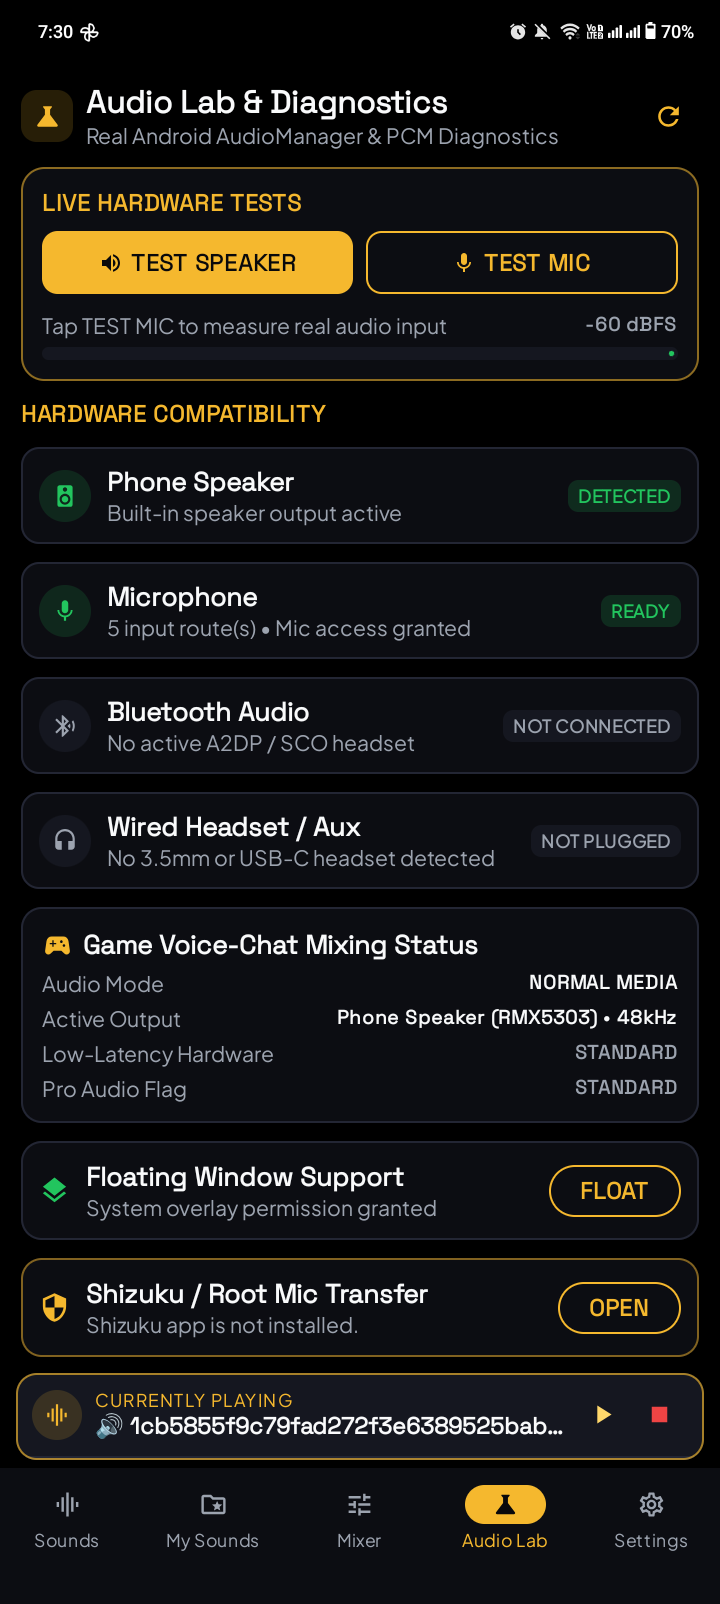 7:30
Vo D LTE2 70%
Audio Lab & Diagnostics
Real Android AudioManager & PCM Diagnostics
LIVE HARDWARE TESTS
TEST SPEAKER
TEST MIC
Tap TEST MIC to measure real audio input
-60 dBFS
HARDWARE COMPATIBILITY
Phone Speaker
Built-in speaker output active
DETECTED
Microphone
5 input route(s) • Mic access granted
READY
Bluetooth Audio
No active A2DP / SCO headset
NOT CONNECTED
Wired Headset / Aux
No 3.5mm or USB-C headset detected
NOT PLUGGED
Game Voice-Chat Mixing Status
Audio Mode NORMAL MEDIA
Active Output Phone Speaker (RMX5303) • 48kHz
Low-Latency Hardware STANDARD
Pro Audio Flag STANDARD
Floating Window Support
System overlay permission granted
FLOAT
Shizuku / Root Mic Transfer
Shizuku app is not installed.
OPEN
CURRENTLY PLAYING
🔊 1cb5855f9c79fad272f3e6389525bab...
Sounds My Sounds Mixer Audio Lab Settings